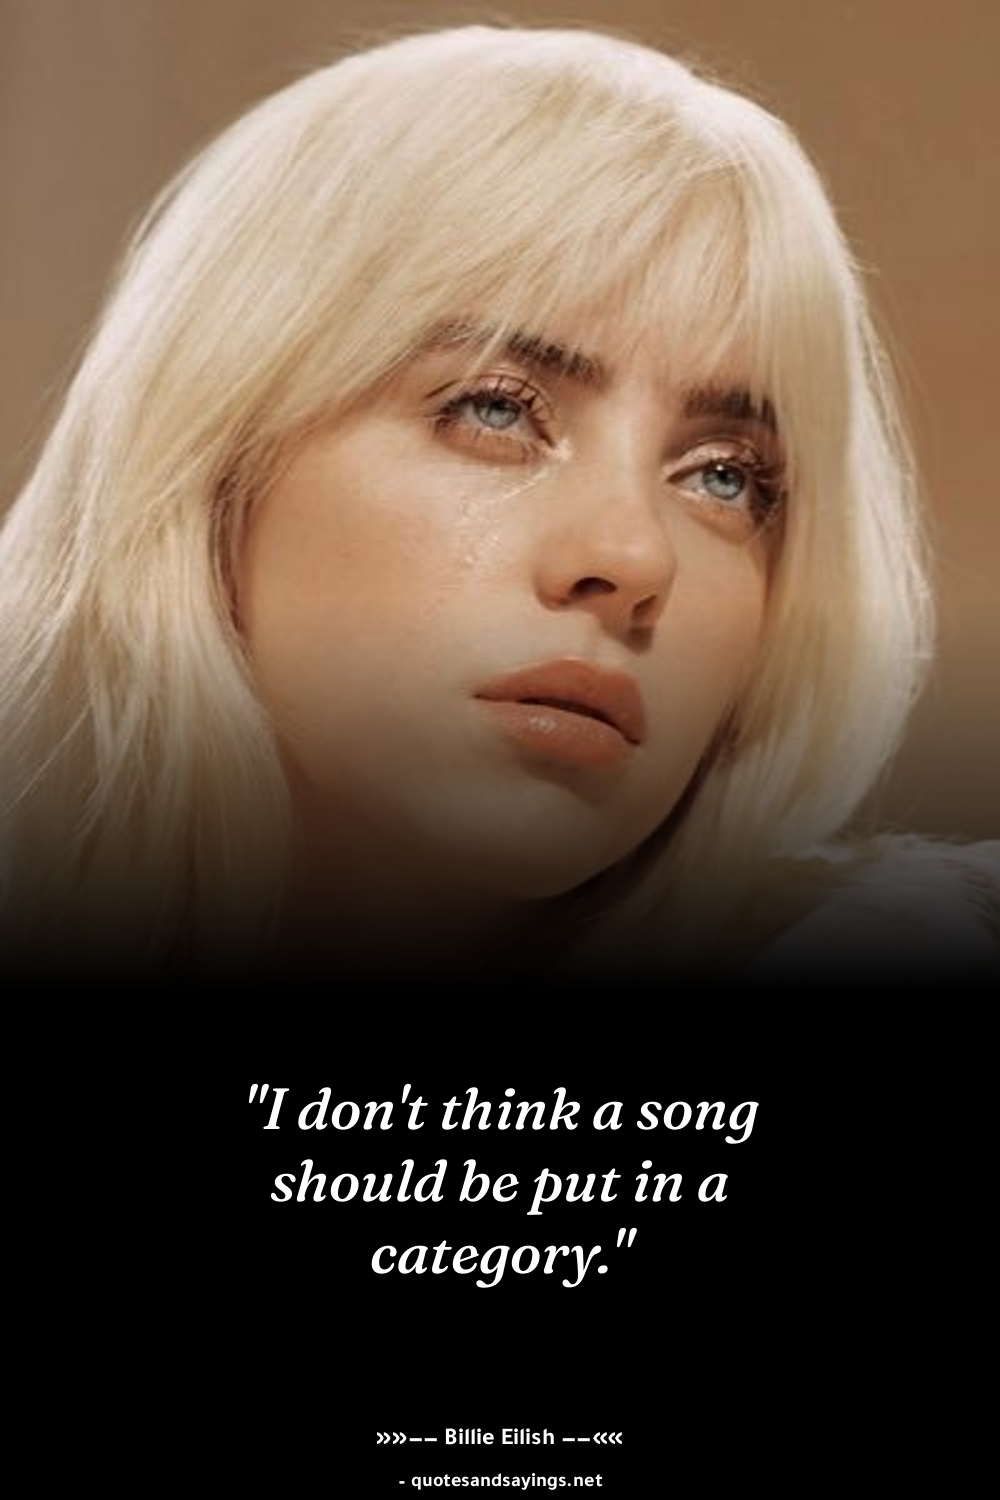 "I don't think a song
should be put in a
category."
»»–– Billie Eilish ––««
- quotesandsayings.net